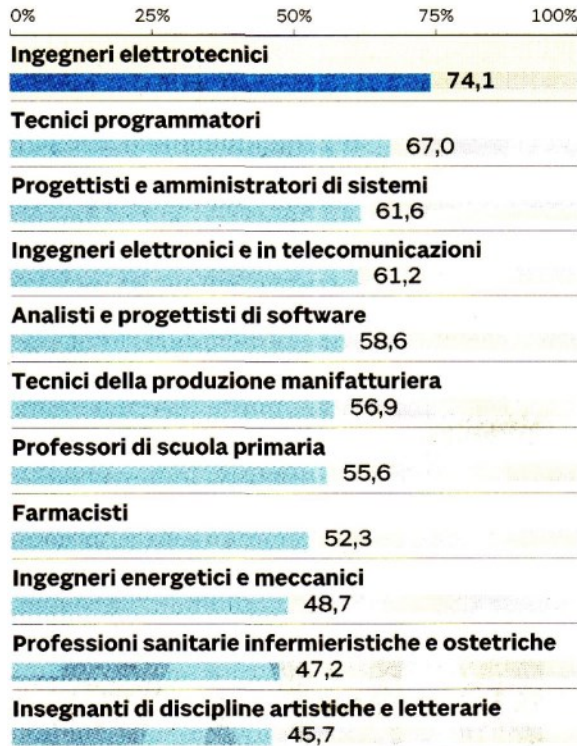 0% 25% 50% 75% 100%
Ingegneri elettrotecnici
74,1
Tecnici programmatori
67,0
Progettisti e amministratori di sistemi
61,6
Ingegneri elettronici e in telecomunicazioni
61,2
Analisti e progettisti di software
58,6
Tecnici della produzione manifatturiera
56,9
Professori di scuola primaria
55,6
Farmacisti
52,3
Ingegneri energetici e meccanici
48,7
Professioni sanitarie infermieristiche e ostetriche
47,2
Insegnanti di discipline artistiche e letterarie
45,7